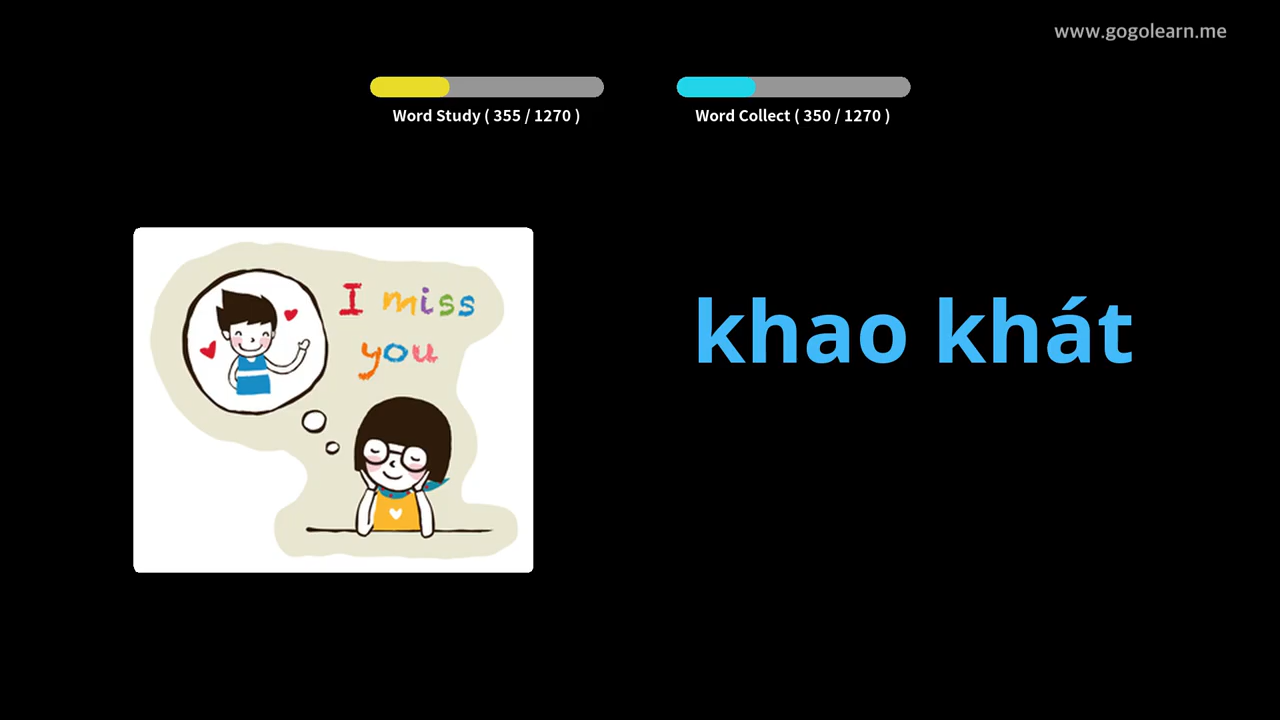 www.gogolearn.me
Word Study ( 355 / 1270 )
Word Collect ( 350 / 1270 )
I miss
you
khao khát